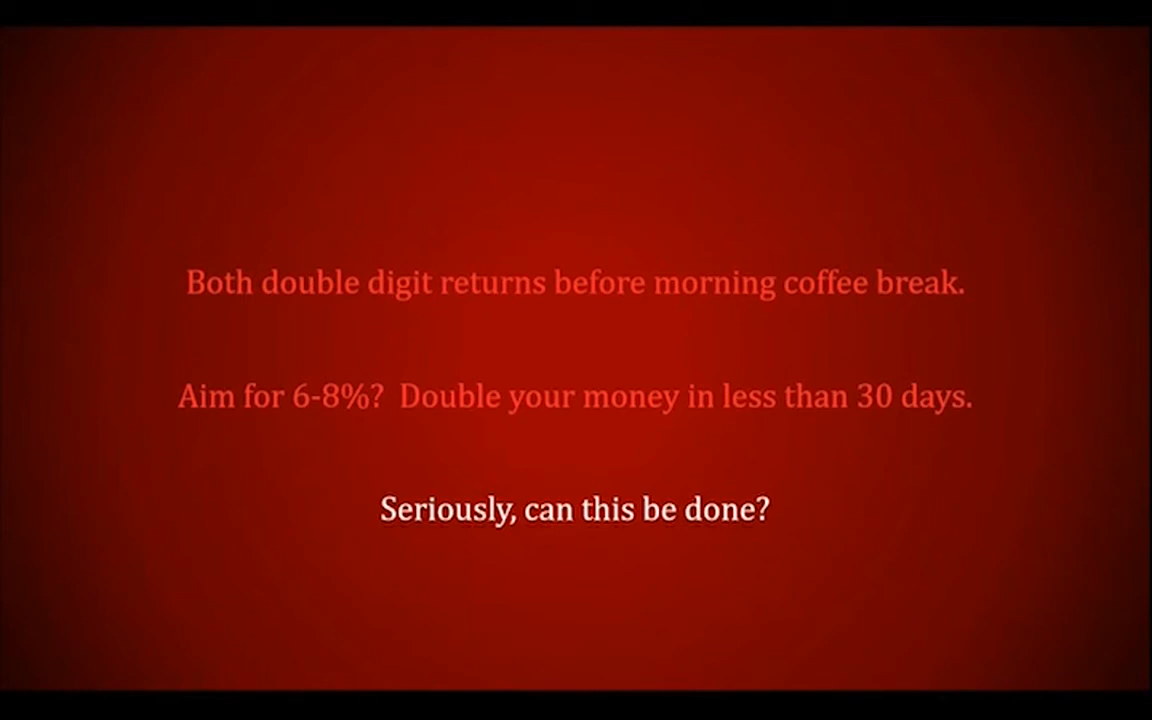 Both double digit returns before morning coffee break.
Aim for 6-8%?  Double your money in less than 30 days.
Seriously, can this be done?